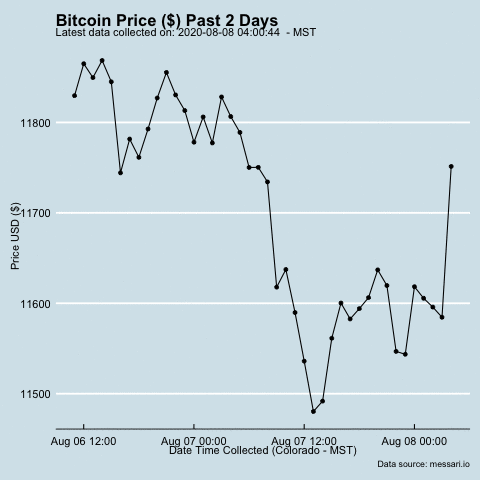 Bitcoin Price ($) Past 2 Days
Latest data collected on: 2020-08-08 04:00:44 - MST
Price USD ($)
11800
11700
11600
11500
Aug 06 12:00 Aug 07 00:00 Aug 07 12:00 Aug 08 00:00
Date Time Collected (Colorado - MST)
Data source: messari.io